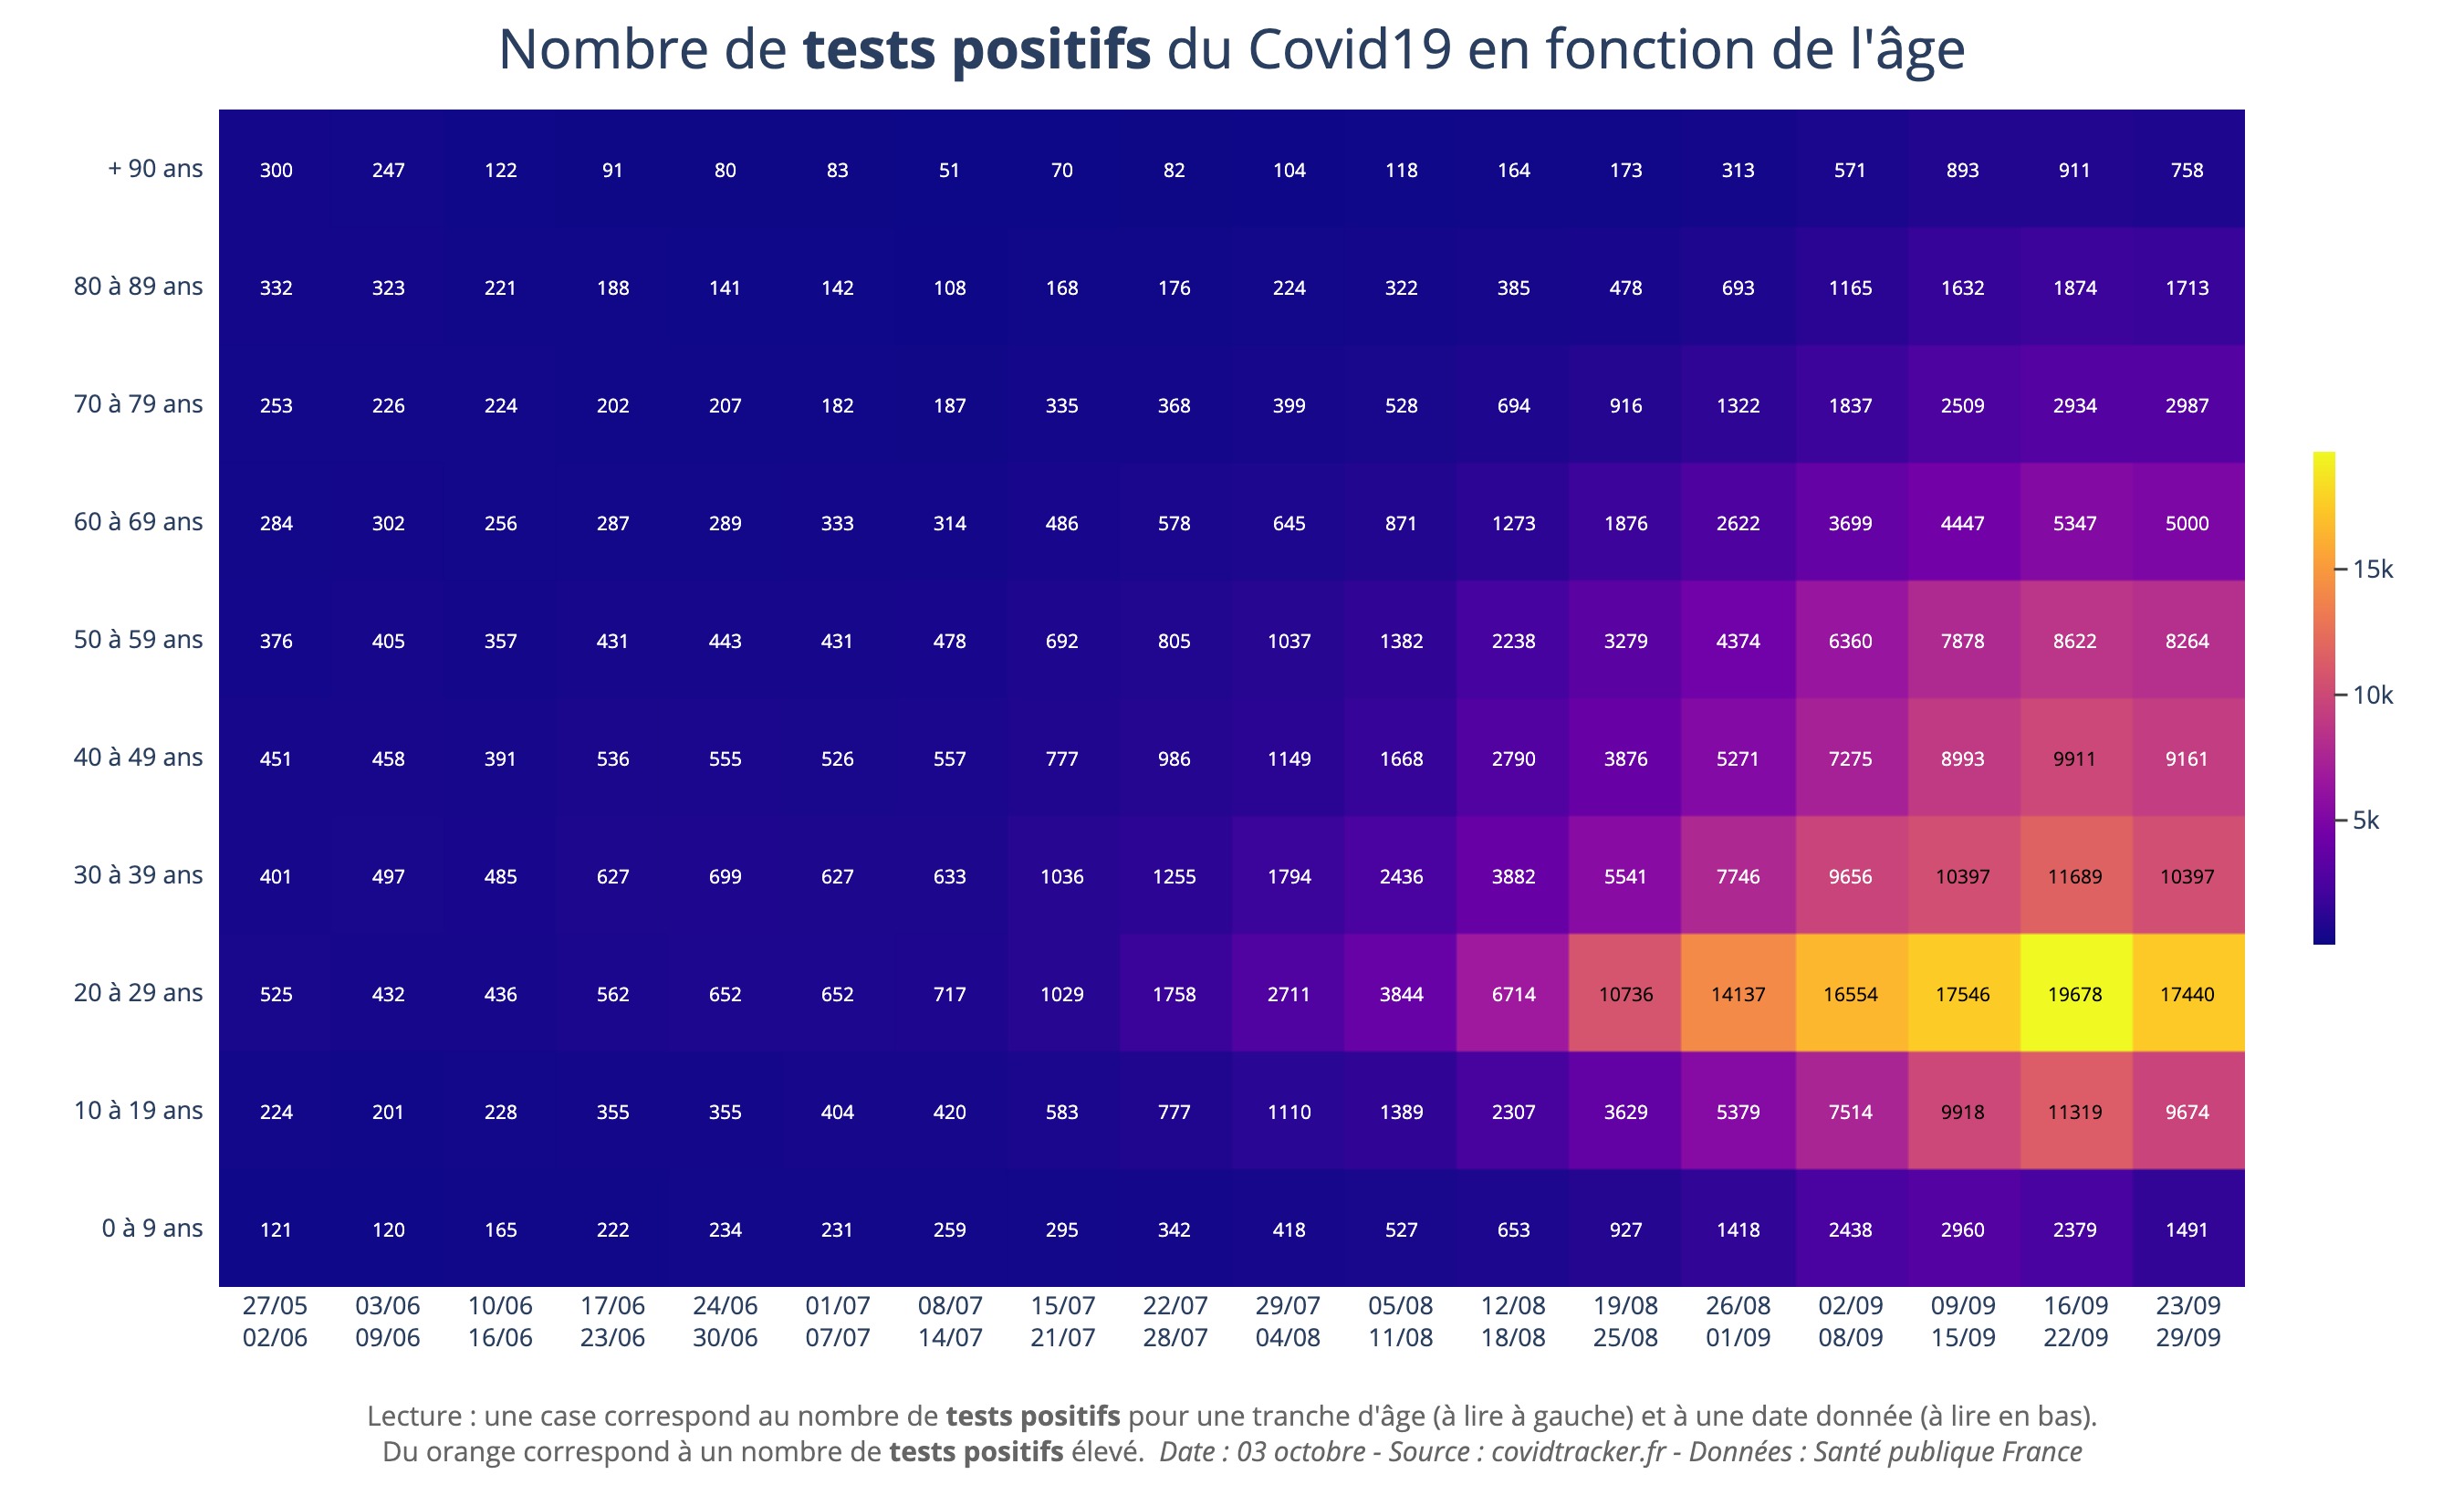 Nombre de tests positifs du Covid19 en fonction de l'âge
+ 90 ans 300 247 122 91 80 83 51 70 82 104 118 164 173 313 571 893 911 758
80 à 89 ans 332 323 221 188 141 142 108 168 176 224 322 385 478 693 1165 1632 1874 1713
70 à 79 ans 253 226 224 202 207 182 187 335 368 399 528 694 916 1322 1837 2509 2934 2987
60 à 69 ans 284 302 256 287 289 333 314 486 578 645 871 1273 1876 2622 3699 4447 5347 5000
50 à 59 ans 376 405 357 431 443 431 478 692 805 1037 1382 2238 3279 4374 6360 7878 8622 8264
40 à 49 ans 451 458 391 536 555 526 557 777 986 1149 1668 2790 3876 5271 7275 8993 9911 9161
30 à 39 ans 401 497 485 627 699 627 633 1036 1255 1794 2436 3882 5541 7746 9656 10397 11689 10397
20 à 29 ans 525 432 436 562 652 652 717 1029 1758 2711 3844 6714 10736 14137 16554 17546 19678 17440
10 à 19 ans 224 201 228 355 355 404 420 583 777 1110 1389 2307 3629 5379 7514 9918 11319 9674
0 à 9 ans 121 120 165 222 234 231 259 295 342 418 527 653 927 1418 2438 2960 2379 1491
27/05 03/06 10/06 17/06 24/06 01/07 08/07 15/07 22/07 29/07 05/08 12/08 19/08 26/08 02/09 09/09 16/09 23/09
02/06 09/06 16/06 23/06 30/06 07/07 14/07 21/07 28/07 04/08 11/08 18/08 25/08 01/09 08/09 15/09 22/09 29/09
15k
10k
5k
Lecture : une case correspond au nombre de tests positifs pour une tranche d'âge (à lire à gauche) et à une date donnée (à lire en bas).
Du orange correspond à un nombre de tests positifs élevé. Date : 03 octobre - Source : covidtracker.fr - Données : Santé publique France